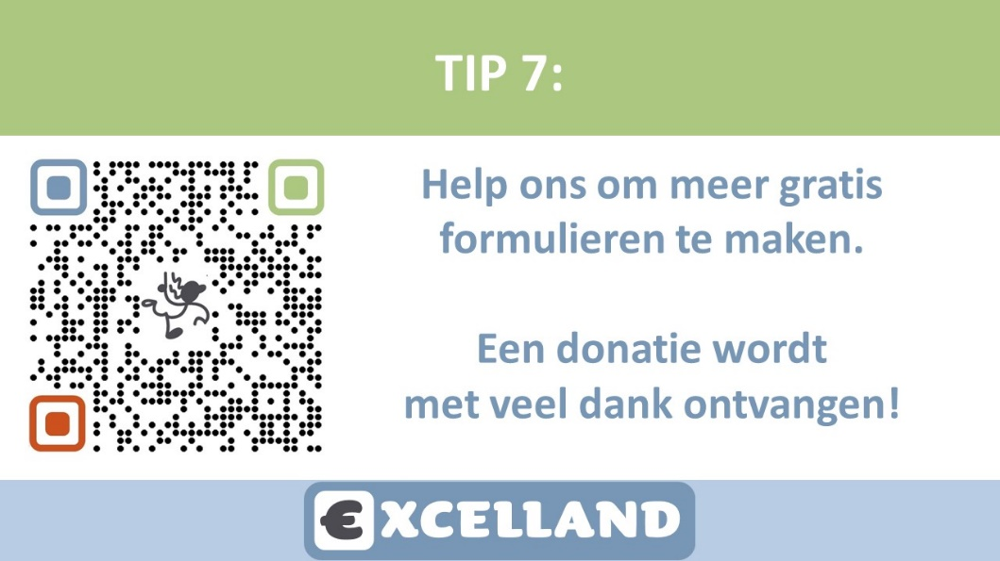 TIP 7:
Help ons om meer gratis
formulieren te maken.
Een donatie wordt
met veel dank ontvangen!
€XCELLAND